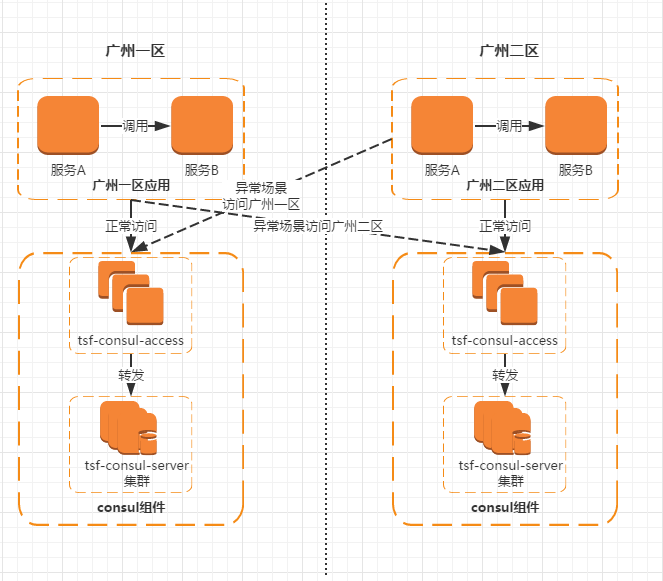 广州一区
调用
服务A
服务B
广州一区应用
正常访问
tsf-consul-access
转发
tsf-consul-server
集群
consul组件
异常场景
访问广州一区
异常场景访问广州二区
广州二区
调用
服务A
服务B
广州二区应用
正常访问
tsf-consul-access
转发
tsf-consul-server
集群
consul组件